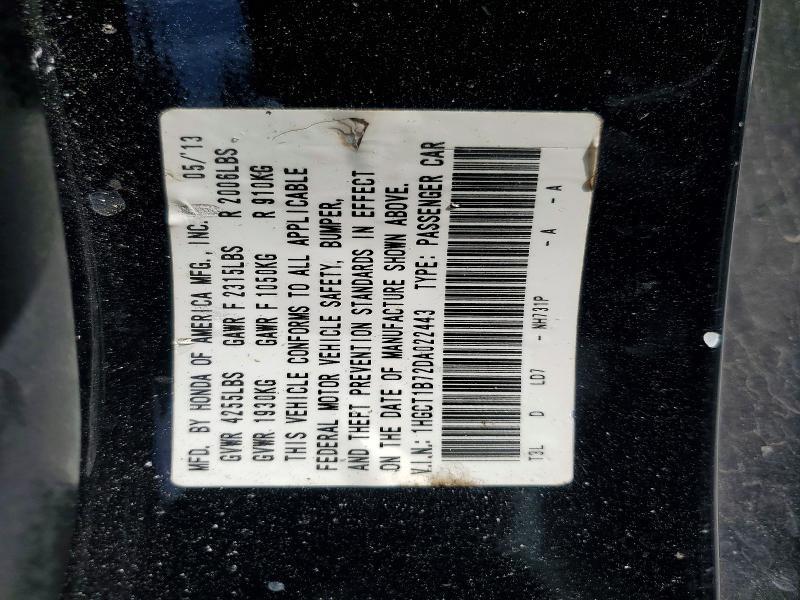 MFD. BY HONDA OF AMERICA MFG., INC. 05/'13
GVWR 4255LBS GAWR F 2315LBS R 2006LBS
GVWR 1930KG GAWR F 1050KG R 910KG
THIS VEHICLE CONFORMS TO ALL APPLICABLE
FEDERAL MOTOR VEHICLE SAFETY, BUMPER,
AND THEFT PREVENTION STANDARDS IN EFFECT
ON THE DATE OF MANUFACTURE SHOWN ABOVE.
V.I.N.: 1HGCT1B72DA022443 TYPE: PASSENGER CAR
T3L D LD7 - NH731P - A - A